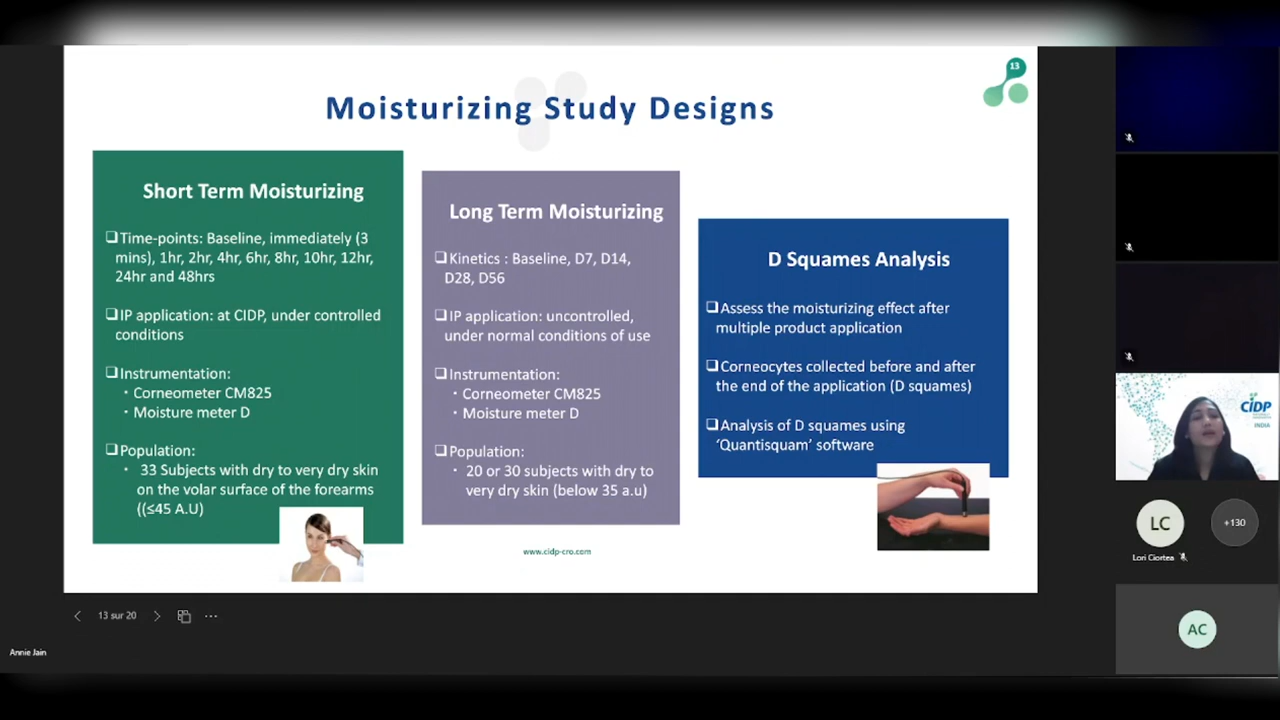 13
Moisturizing Study Designs
Short Term Moisturizing
❑Time-points: Baseline, immediately (3
mins), 1hr, 2hr, 4hr, 6hr, 8hr, 10hr, 12hr,
24hr and 48hrs
❑IP application: at CIDP, under controlled
conditions
❑Instrumentation:
• Corneometer CM825
• Moisture meter D
❑Population:
• 33 Subjects with dry to very dry skin
on the volar surface of the forearms
((≤45 A.U)
Long Term Moisturizing
❑Kinetics : Baseline, D7, D14,
D28, D56
❑IP application: uncontrolled,
under normal conditions of use
❑Instrumentation:
• Corneometer CM825
• Moisture meter D
❑Population:
• 20 or 30 subjects with dry to
very dry skin (below 35 a.u)
D Squames Analysis
❑Assess the moisturizing effect after
multiple product application
❑Corneocytes collected before and after
the end of the application (D squames)
❑Analysis of D squames using
‘Quantisquam’ software
www.cidp-cro.com
13 sur 20
Annie Jain
CIDP
INDIA
LC
+130
Lori Ciortea
AC